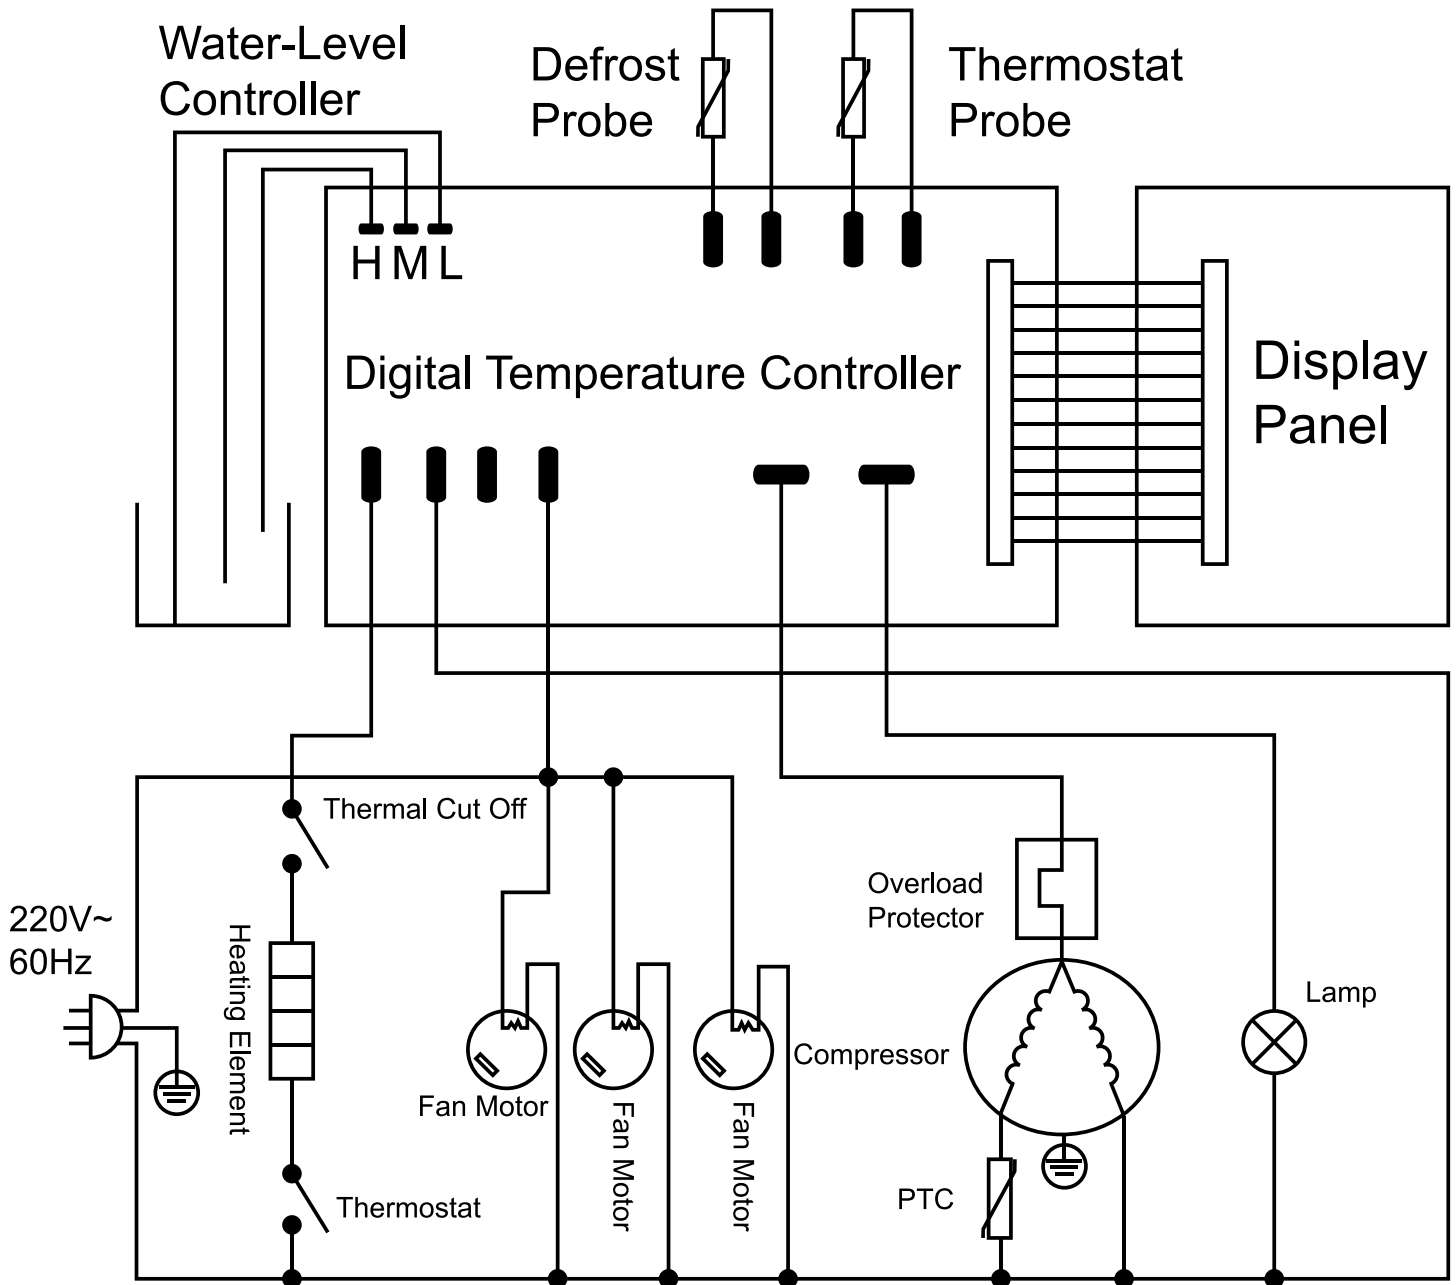 Water-Level
Controller
Defrost
Probe
Thermostat
Probe
H M L
Digital Temperature Controller
Display
Panel
Thermal Cut Off
220V~
60Hz
Heating Element
Thermostat
Fan Motor
Fan Motor
Fan Motor
Overload
Protector
Compressor
PTC
Lamp